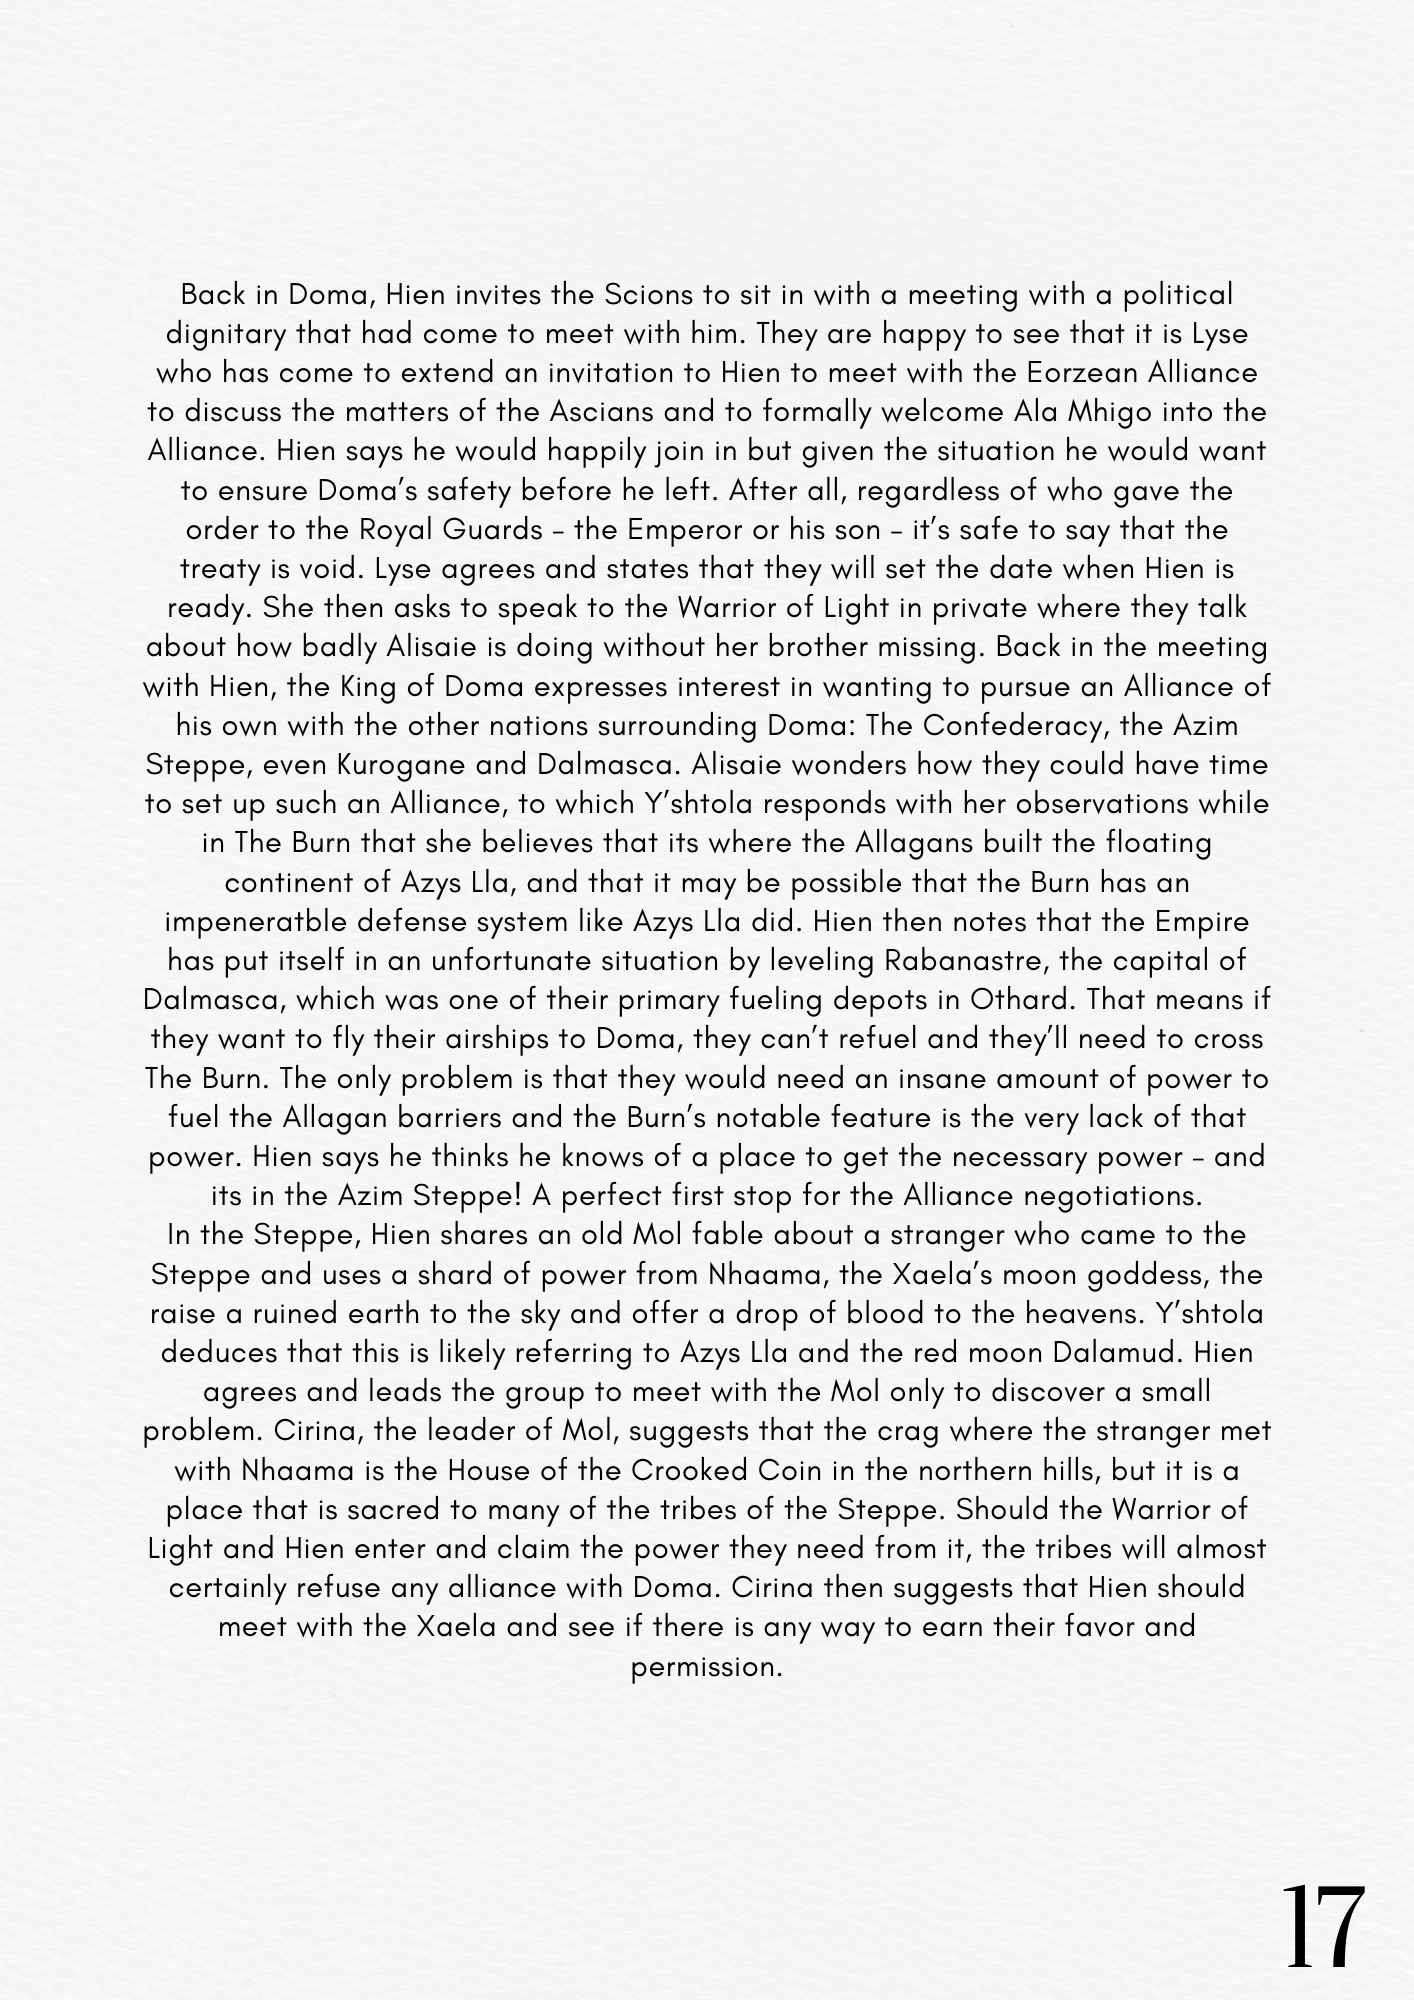 Back in Doma, Hien invites the Scions to sit in with a meeting with a political
dignitary that had come to meet with him. They are happy to see that it is Lyse
who has come to extend an invitation to Hien to meet with the Eorzean Alliance
to discuss the matters of the Ascians and to formally welcome Ala Mhigo into the
Alliance. Hien says he would happily join in but given the situation he would want
to ensure Doma’s safety before he left. After all, regardless of who gave the
order to the Royal Guards – the Emperor or his son – it’s safe to say that the
treaty is void. Lyse agrees and states that they will set the date when Hien is
ready. She then asks to speak to the Warrior of Light in private where they talk
about how badly Alisaie is doing without her brother missing. Back in the meeting
with Hien, the King of Doma expresses interest in wanting to pursue an Alliance of
his own with the other nations surrounding Doma: The Confederacy, the Azim
Steppe, even Kurogane and Dalmasca. Alisaie wonders how they could have time
to set up such an Alliance, to which Y’shtola responds with her observations while
in The Burn that she believes that its where the Allagans built the floating
continent of Azys Lla, and that it may be possible that the Burn has an
impeneratble defense system like Azys Lla did. Hien then notes that the Empire
has put itself in an unfortunate situation by leveling Rabanastre, the capital of
Dalmasca, which was one of their primary fueling depots in Othard. That means if
they want to fly their airships to Doma, they can’t refuel and they’ll need to cross
The Burn. The only problem is that they would need an insane amount of power to
fuel the Allagan barriers and the Burn’s notable feature is the very lack of that
power. Hien says he thinks he knows of a place to get the necessary power – and
its in the Azim Steppe! A perfect first stop for the Alliance negotiations.
In the Steppe, Hien shares an old Mol fable about a stranger who came to the
Steppe and uses a shard of power from Nhaama, the Xaela’s moon goddess, the
raise a ruined earth to the sky and offer a drop of blood to the heavens. Y’shtola
deduces that this is likely referring to Azys Lla and the red moon Dalamud. Hien
agrees and leads the group to meet with the Mol only to discover a small
problem. Cirina, the leader of Mol, suggests that the crag where the stranger met
with Nhaama is the House of the Crooked Coin in the northern hills, but it is a
place that is sacred to many of the tribes of the Steppe. Should the Warrior of
Light and Hien enter and claim the power they need from it, the tribes will almost
certainly refuse any alliance with Doma. Cirina then suggests that Hien should
meet with the Xaela and see if there is any way to earn their favor and
permission.
17